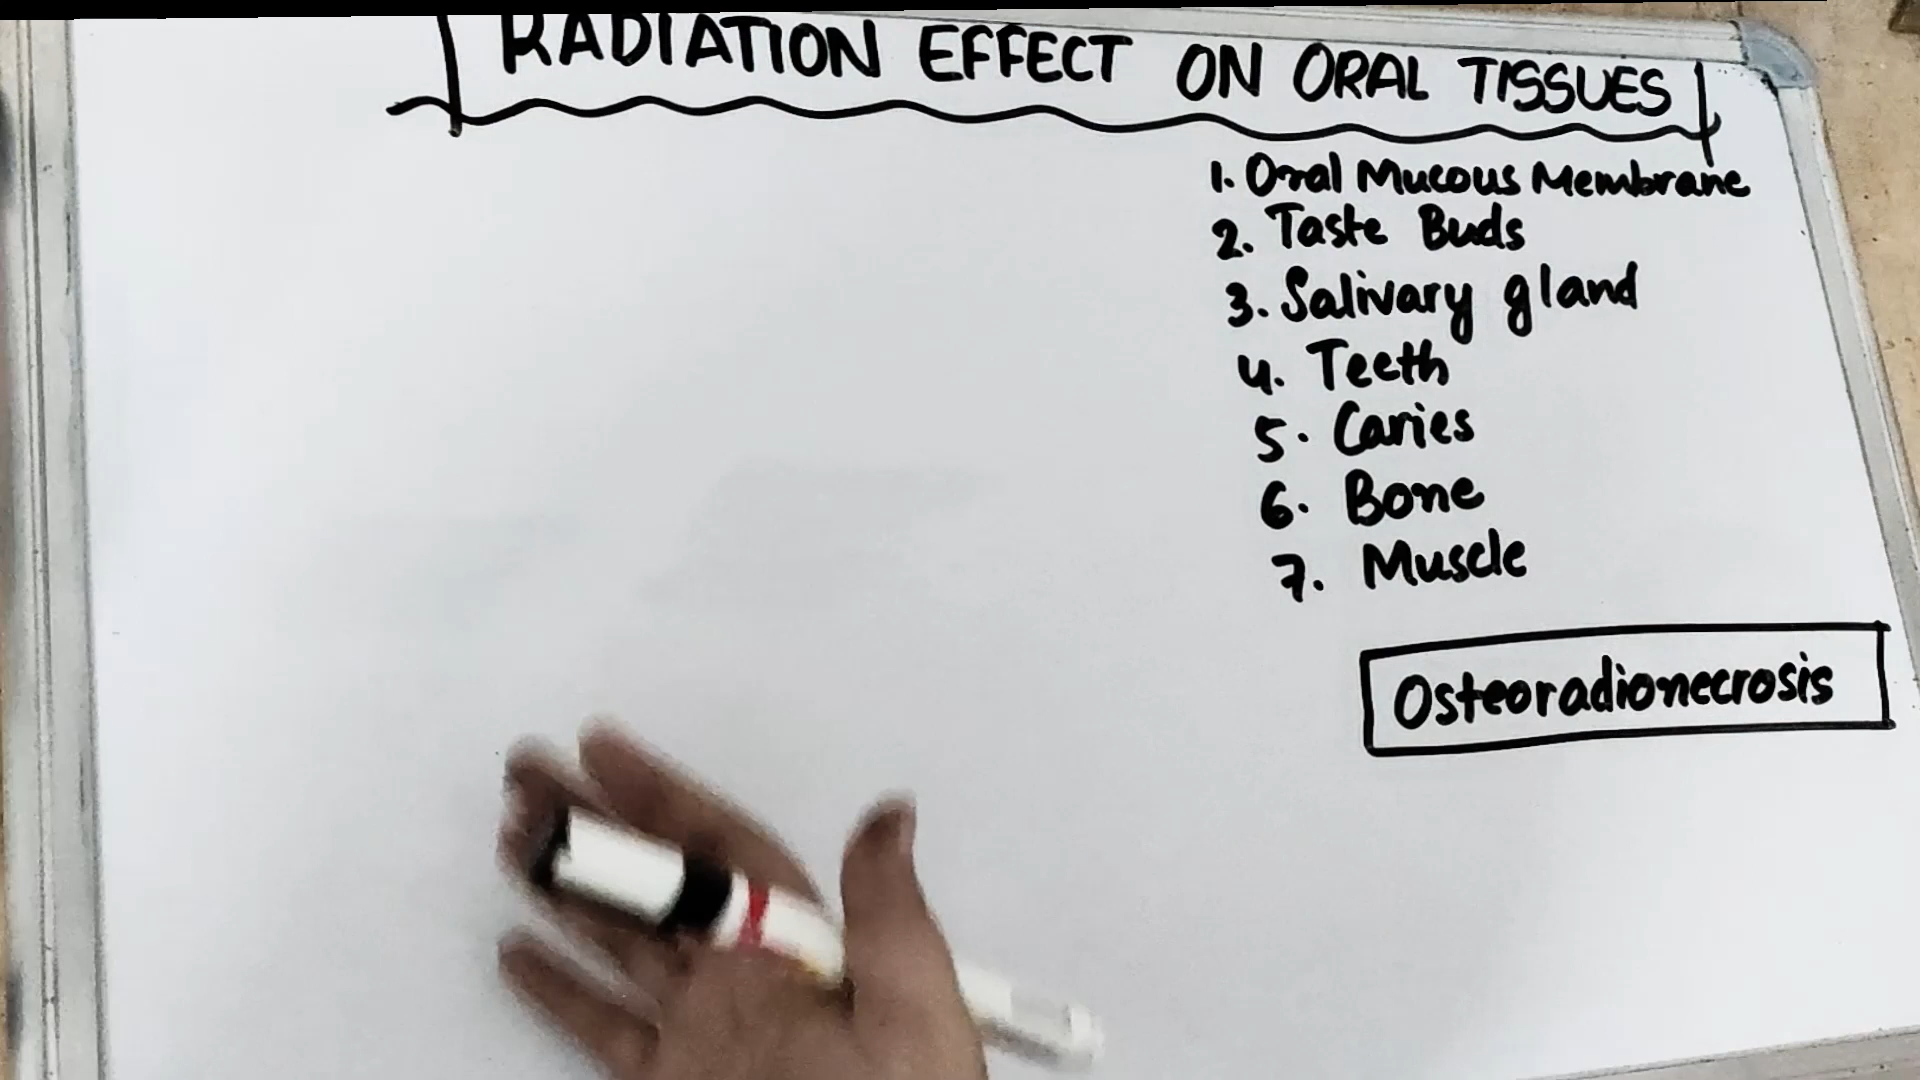 RADIATION EFFECT ON ORAL TISSUES
1. Oral Mucous Membrane
2. Taste Buds
3. Salivary gland
4. Teeth
5. Caries
6. Bone
7. Muscle
Osteoradionecrosis